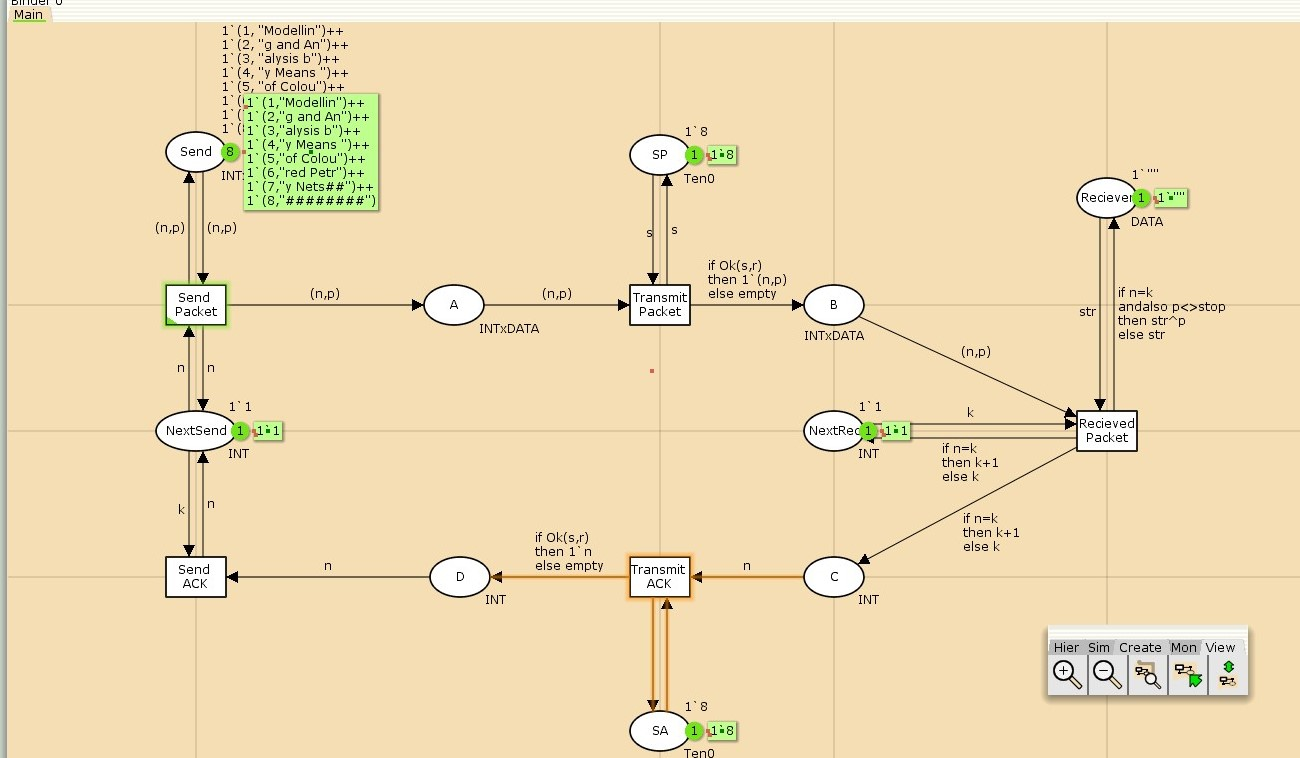 Binder 0
Main
1`(1, "Modellin")++
1`(2, "g and An")++
1`(3, "alysis b")++
1`(4, "y Means ")++
1`(5, "of Colou")++
1`(
1`(
1`(
1`(1,"Modellin")++
1`(2,"g and An")++
1`(3,"alysis b")++
1`(4,"y Means ")++
1`(5,"of Colou")++
1`(6,"red Petr")++
1`(7,"y Nets##")++
1`(8,"########")
Send
8
INT
1`8
SP
1
1`8
Ten0
1`""
Reciever
1
1`""
DATA
(n,p)
(n,p)
s
s
Send
Packet
(n,p)
A
INTxDATA
(n,p)
Transmit
Packet
if Ok(s,r)
then 1`(n,p)
else empty
B
INTxDATA
str
if n=k
andalso p<>stop
then str^p
else str
(n,p)
n
n
1`1
NextSend
1
1`1
INT
1`1
NextRec
1
1`1
INT
k
Recieved
Packet
if n=k
then k+1
else k
if n=k
then k+1
else k
k
n
Send
ACK
n
D
INT
if Ok(s,r)
then 1`n
else empty
Transmit
ACK
n
C
INT
1`8
SA
1
1`8
Ten0
Hier Sim Create Mon View